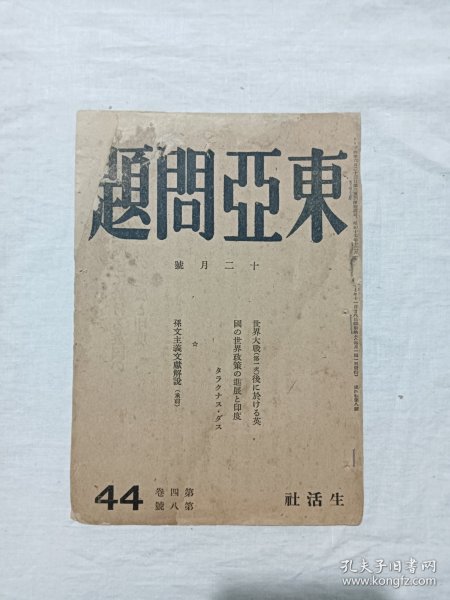 東亞問題
十二月號
世界大戰(第一次)後に於ける英
國の世界政策の進展と印度
タラクナス・ダス
☆
孫文主義文獻解說(承前)
生活社
第四卷
第八號
44
孔夫子旧书网
www.kongfz.com